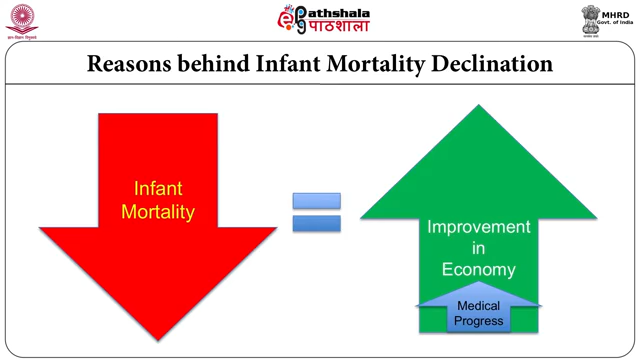 ePathshala
पाठशाला
MHRD
Govt. of India
Reasons behind Infant Mortality Declination
Infant
Mortality
Improvement
in
Economy
Medical
Progress